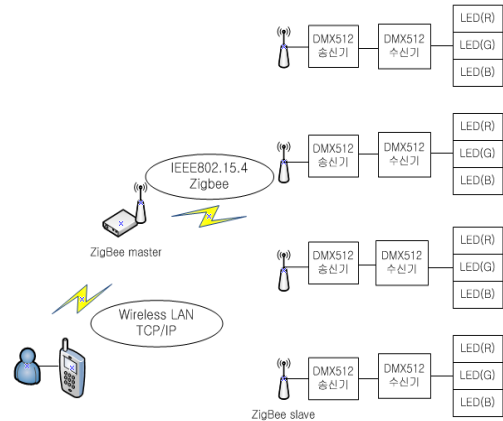 LED(R)
DMX512
송신기
DMX512
수신기
LED(G)
LED(B)
LED(R)
DMX512
송신기
DMX512
수신기
LED(G)
LED(B)
IEEE802.15.4
Zigbee
ZigBee master
LED(R)
DMX512
송신기
DMX512
수신기
LED(G)
LED(B)
Wireless LAN
TCP/IP
LED(R)
DMX512
송신기
DMX512
수신기
LED(G)
LED(B)
ZigBee slave